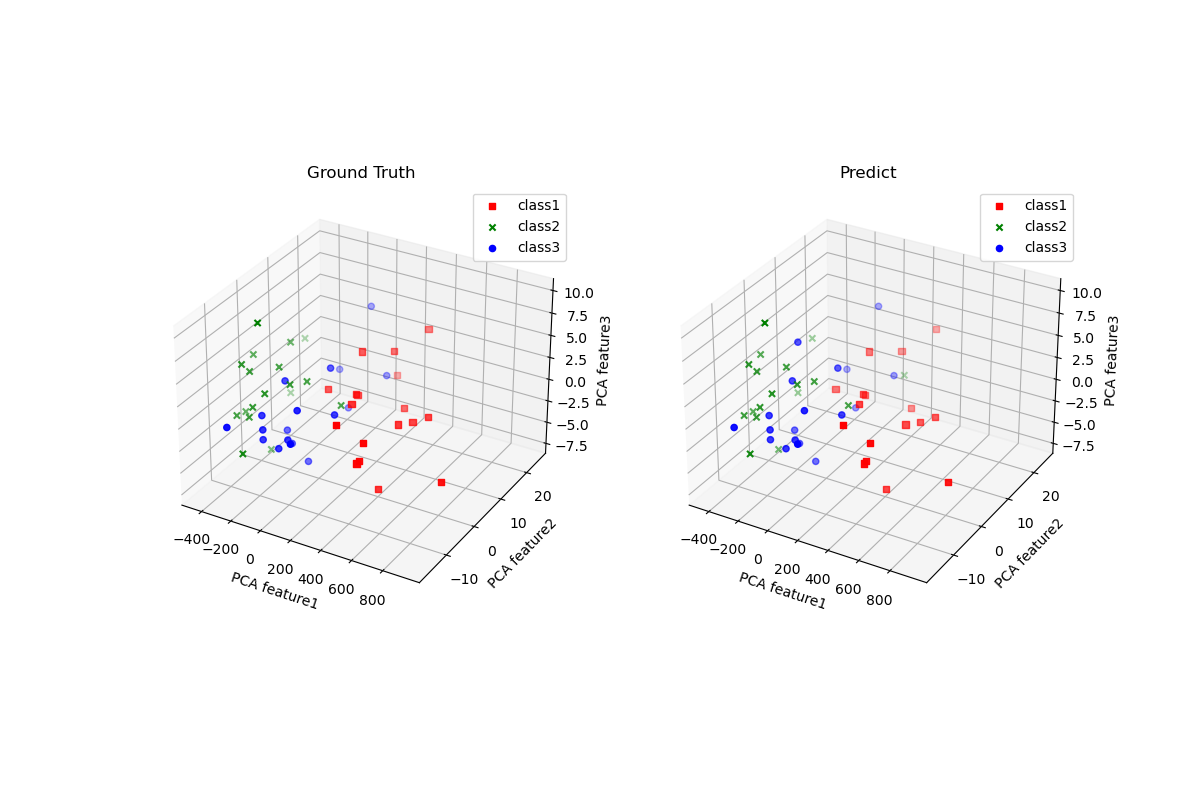 Ground Truth
class1
class2
class3
10.0
7.5
5.0
2.5
0.0
−2.5
−5.0
−7.5
PCA feature3
20
10
0
−10
PCA feature2
−400
−200
0
200
400
600
800
PCA feature1
Predict
class1
class2
class3
10.0
7.5
5.0
2.5
0.0
−2.5
−5.0
−7.5
PCA feature3
20
10
0
−10
PCA feature2
−400
−200
0
200
400
600
800
PCA feature1